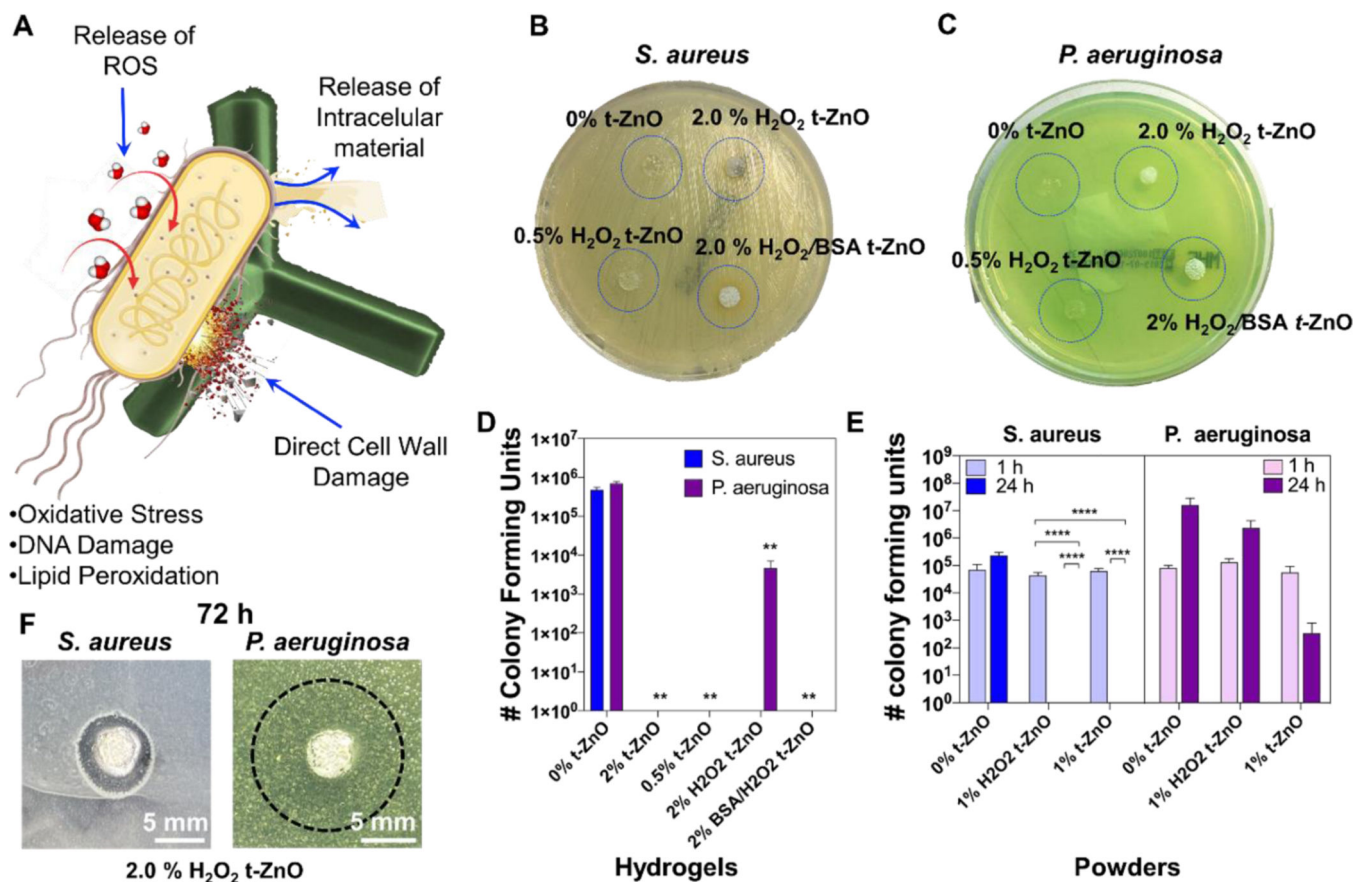 A
Release of
ROS
Release of
Intracelular
material
Direct Cell Wall
Damage
•Oxidative Stress
•DNA Damage
•Lipid Peroxidation
B
S. aureus
0% t-ZnO
2.0 % H₂O₂ t-ZnO
0.5% H₂O₂ t-ZnO
2.0 % H₂O₂/BSA t-ZnO
C
P. aeruginosa
0% t-ZnO
2.0 % H₂O₂ t-ZnO
0.5% H₂O₂ t-ZnO
2% H₂O₂/BSA t-ZnO
D
# Colony Forming Units
1×10⁷
1×10⁶
1×10⁵
1×10⁴
1×10³
1×10²
1×10¹
1×10⁰
S. aureus
P. aeruginosa
** ** ** **
0% t-ZnO
2% t-ZnO
0.5% t-ZnO
2% H2O2 t-ZnO
2% BSA/H2O2 t-ZnO
Hydrogels
E
# colony forming units
S. aureus
P. aeruginosa
10⁹
10⁸
10⁷
10⁶
10⁵
10⁴
10³
10²
10¹
10⁰
1 h
24 h
1 h
24 h
****
****
**** ****
0% t-ZnO
1% H2O2 t-ZnO
1% t-ZnO
0% t-ZnO
1% H2O2 t-ZnO
1% t-ZnO
Powders
F
72 h
S. aureus
P. aeruginosa
5 mm
5 mm
2.0 % H₂O₂ t-ZnO